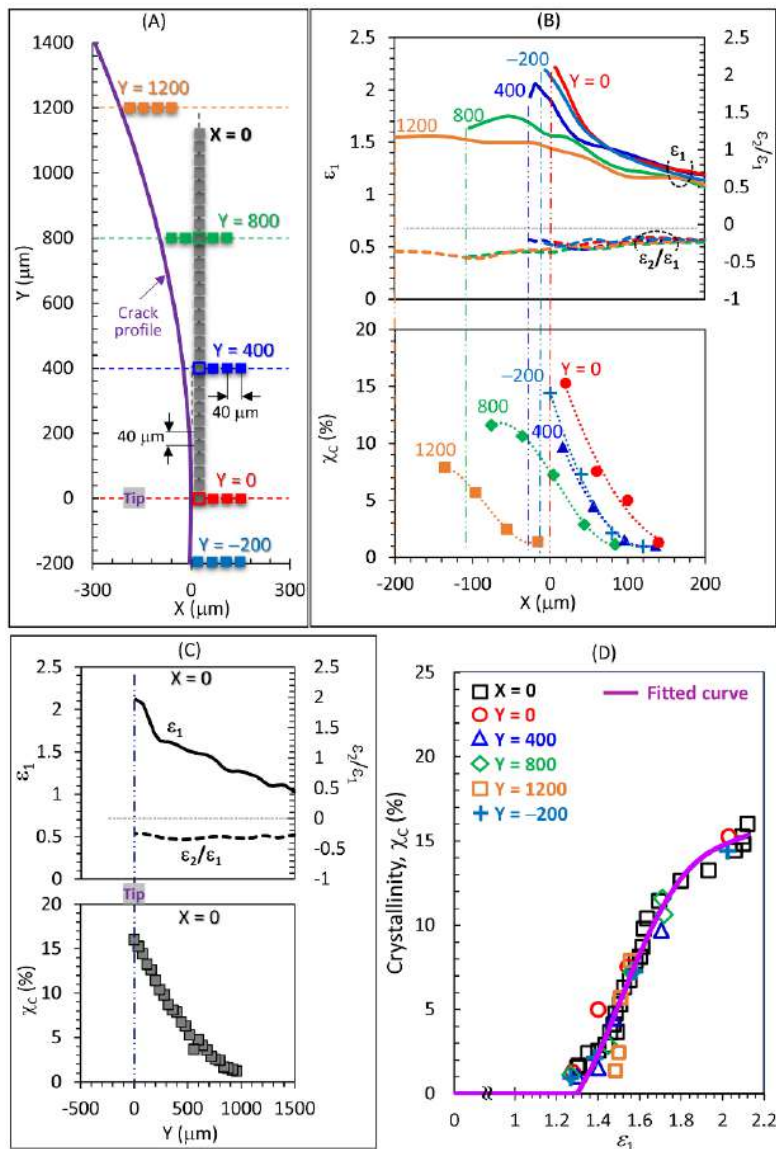 (A)
1400
1200
1000
800
600
400
200
0
-200
-300
0
300
Y (μm)
X (μm)
Y = 1200
X = 0
Y = 800
Crack
profile
Y = 400
40 μm
40 μm
Tip
Y = 0
Y = −200
(B)
2.5
2
1.5
1
0.5
0
ε₁
2.5
2
1.5
1
0.5
0
-0.5
-1
ε₂/ε₁
−200
Y = 0
400
800
1200
ε₁
ε₂/ε₁
20
15
10
5
0
χc (%)
−200
Y = 0
800
400
1200
-200
-100
0
100
200
X (μm)
(C)
X = 0
2.5
2
1.5
1
0.5
0
ε₁
2.5
2
1.5
1
0.5
0
-0.5
-1
ε₂/ε₁
ε₁
ε₂/ε₁
Tip
X = 0
20
15
10
5
0
χc (%)
-500
0
500
1000
1500
Y (μm)
(D)
25
20
15
10
5
0
Crystallinity, χc (%)
X = 0
Y = 0
Y = 400
Y = 800
Y = 1200
Y = −200
Fitted curve
0
1
1.2
1.4
1.6
1.8
2
2.2
ε₁